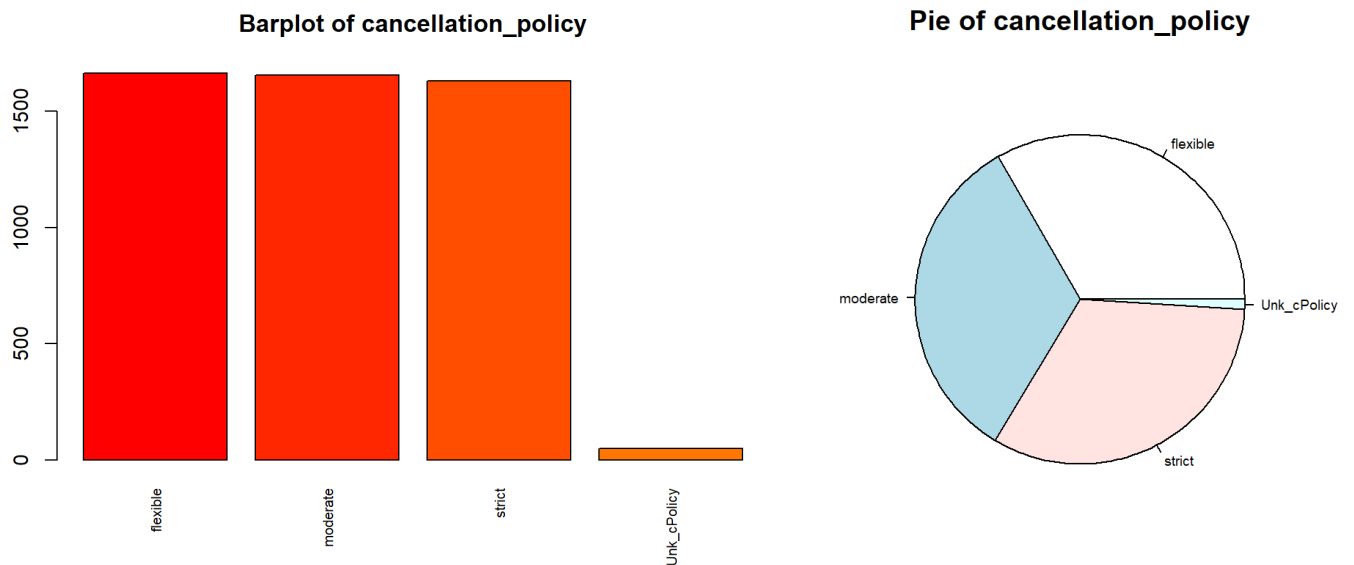 Barplot of cancellation_policy
1500
1000
500
0
flexible
moderate
strict
Unk_cPolicy
Pie of cancellation_policy
flexible
moderate
Unk_cPolicy
strict